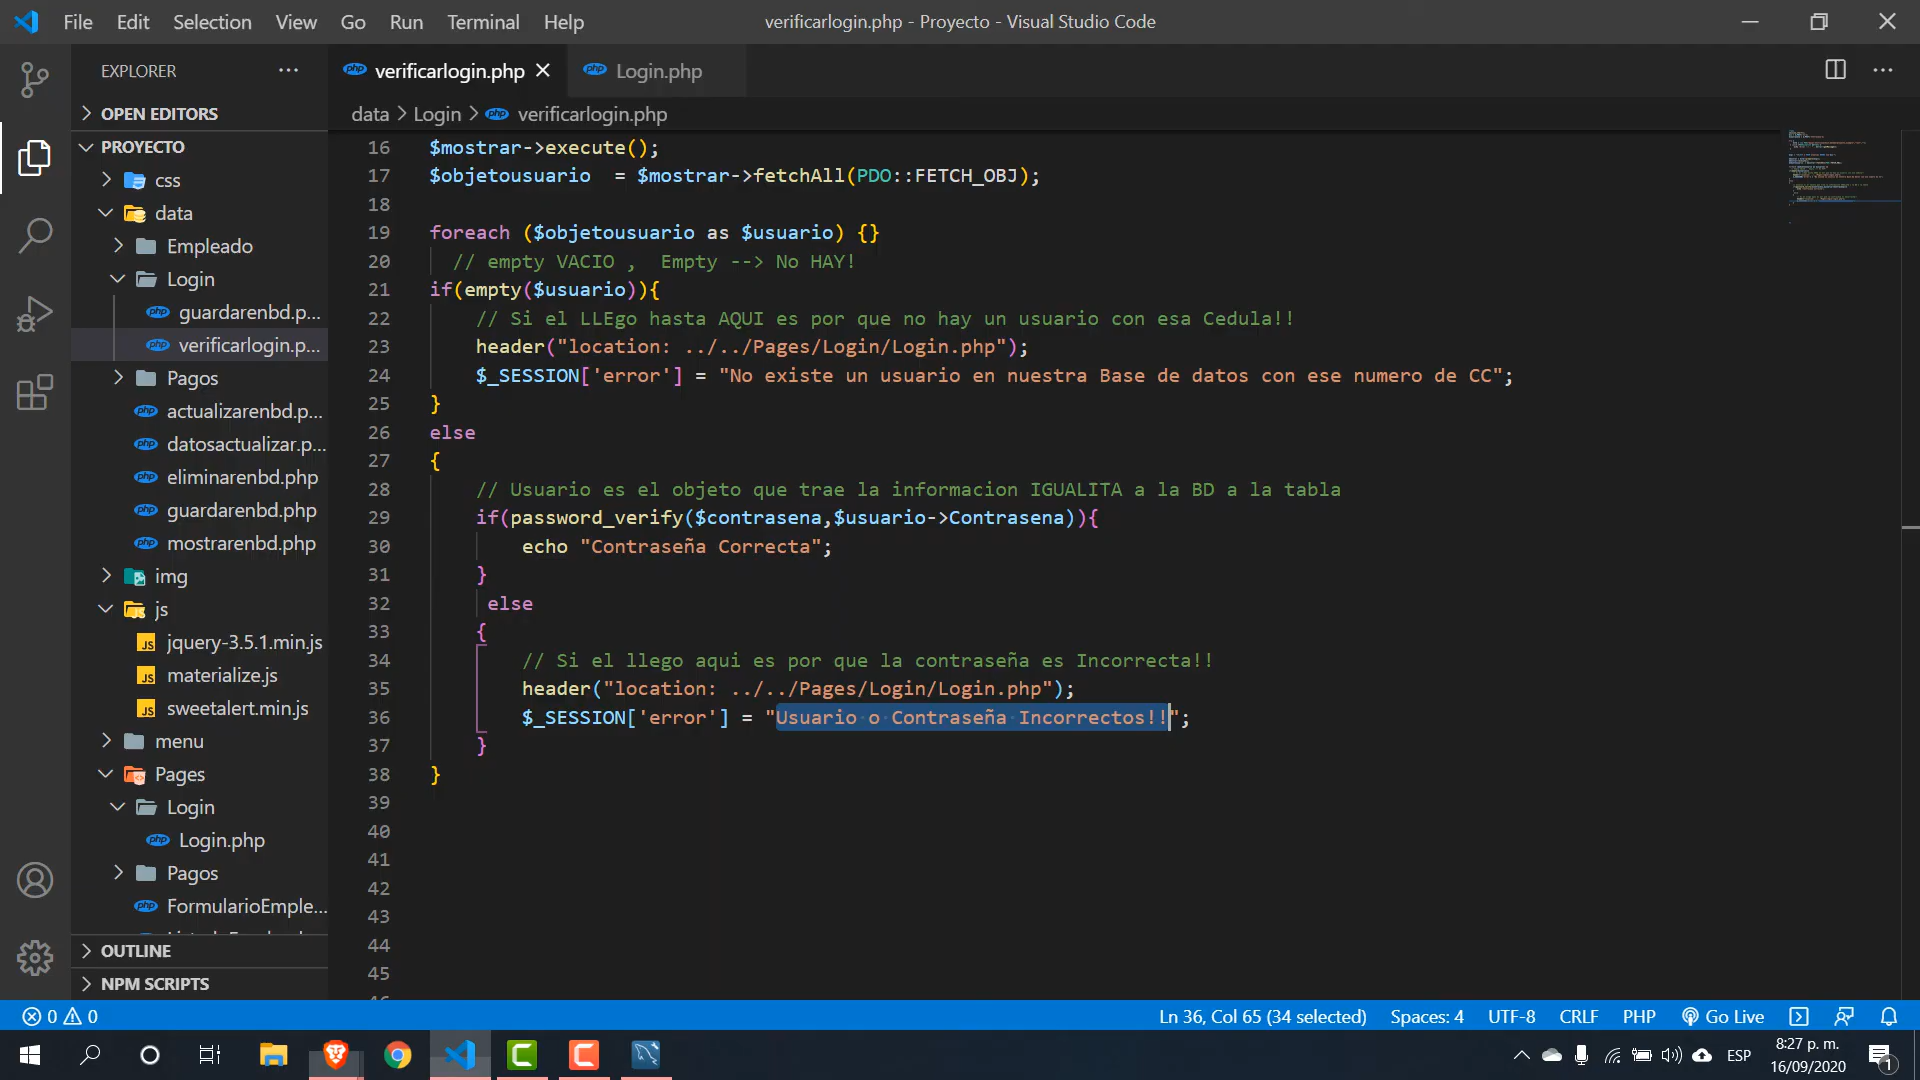 File Edit Selection View Go Run Terminal Help
verificarlogin.php - Proyecto - Visual Studio Code
EXPLORER
verificarlogin.php
Login.php
OPEN EDITORS
data > Login > verificarlogin.php
PROYECTO
css
data
Empleado
Login
guardarenbd.p...
verificarlogin.p...
Pagos
actualizarenbd.p...
datosactualizar.p...
eliminarenbd.php
guardarenbd.php
mostrarenbd.php
img
js
JS jquery-3.5.1.min.js
JS materialize.js
JS sweetalert.min.js
menu
Pages
Login
Login.php
Pagos
FormularioEmple...
OUTLINE
NPM SCRIPTS
16 $mostrar->execute();
17 $objetousuario  = $mostrar->fetchAll(PDO::FETCH_OBJ);
18
19 foreach ($objetousuario as $usuario) {}
20 // empty VACIO ,  Empty --> No HAY!
21 if(empty($usuario)){
22 // Si el LLEgo hasta AQUI es por que no hay un usuario con esa Cedula!!
23 header("location: ../../Pages/Login/Login.php");
24 $_SESSION['error'] = "No existe un usuario en nuestra Base de datos con ese numero de CC";
25 }
26 else
27 {
28 // Usuario es el objeto que trae la informacion IGUALITA a la BD a la tabla
29 if(password_verify($contrasena,$usuario->Contrasena)){
30 echo "Contraseña Correcta";
31 }
32 else
33 {
34 // Si el llego aqui es por que la contraseña es Incorrecta!!
35 header("location: ../../Pages/Login/Login.php");
36 $_SESSION['error'] = "Usuario o Contraseña Incorrectos!!";
37 }
38 }
39
40
41
42
43
44
45
0 0
Ln 36, Col 65 (34 selected) Spaces: 4 UTF-8 CRLF PHP Go Live
ESP
8:27 p. m.
16/09/2020
1